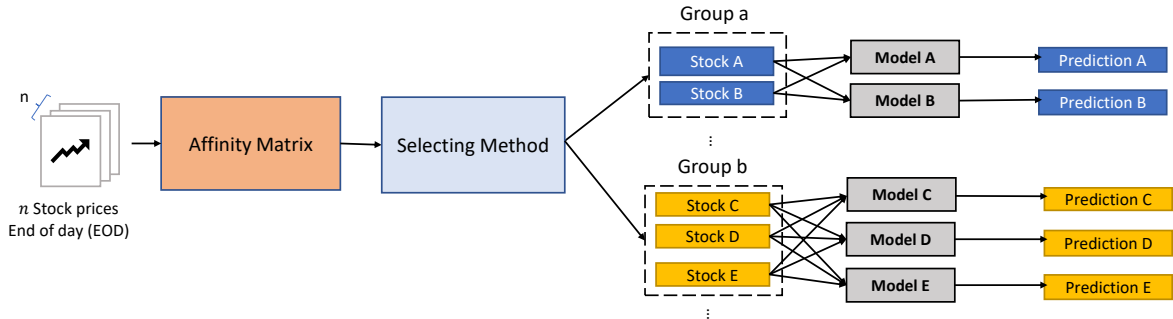 n
n Stock prices
End of day (EOD)
Affinity Matrix
Selecting Method
Group a
Stock A
Stock B
...
Model A
Model B
Prediction A
Prediction B
Group b
Stock C
Stock D
Stock E
...
Model C
Model D
Model E
Prediction C
Prediction D
Prediction E